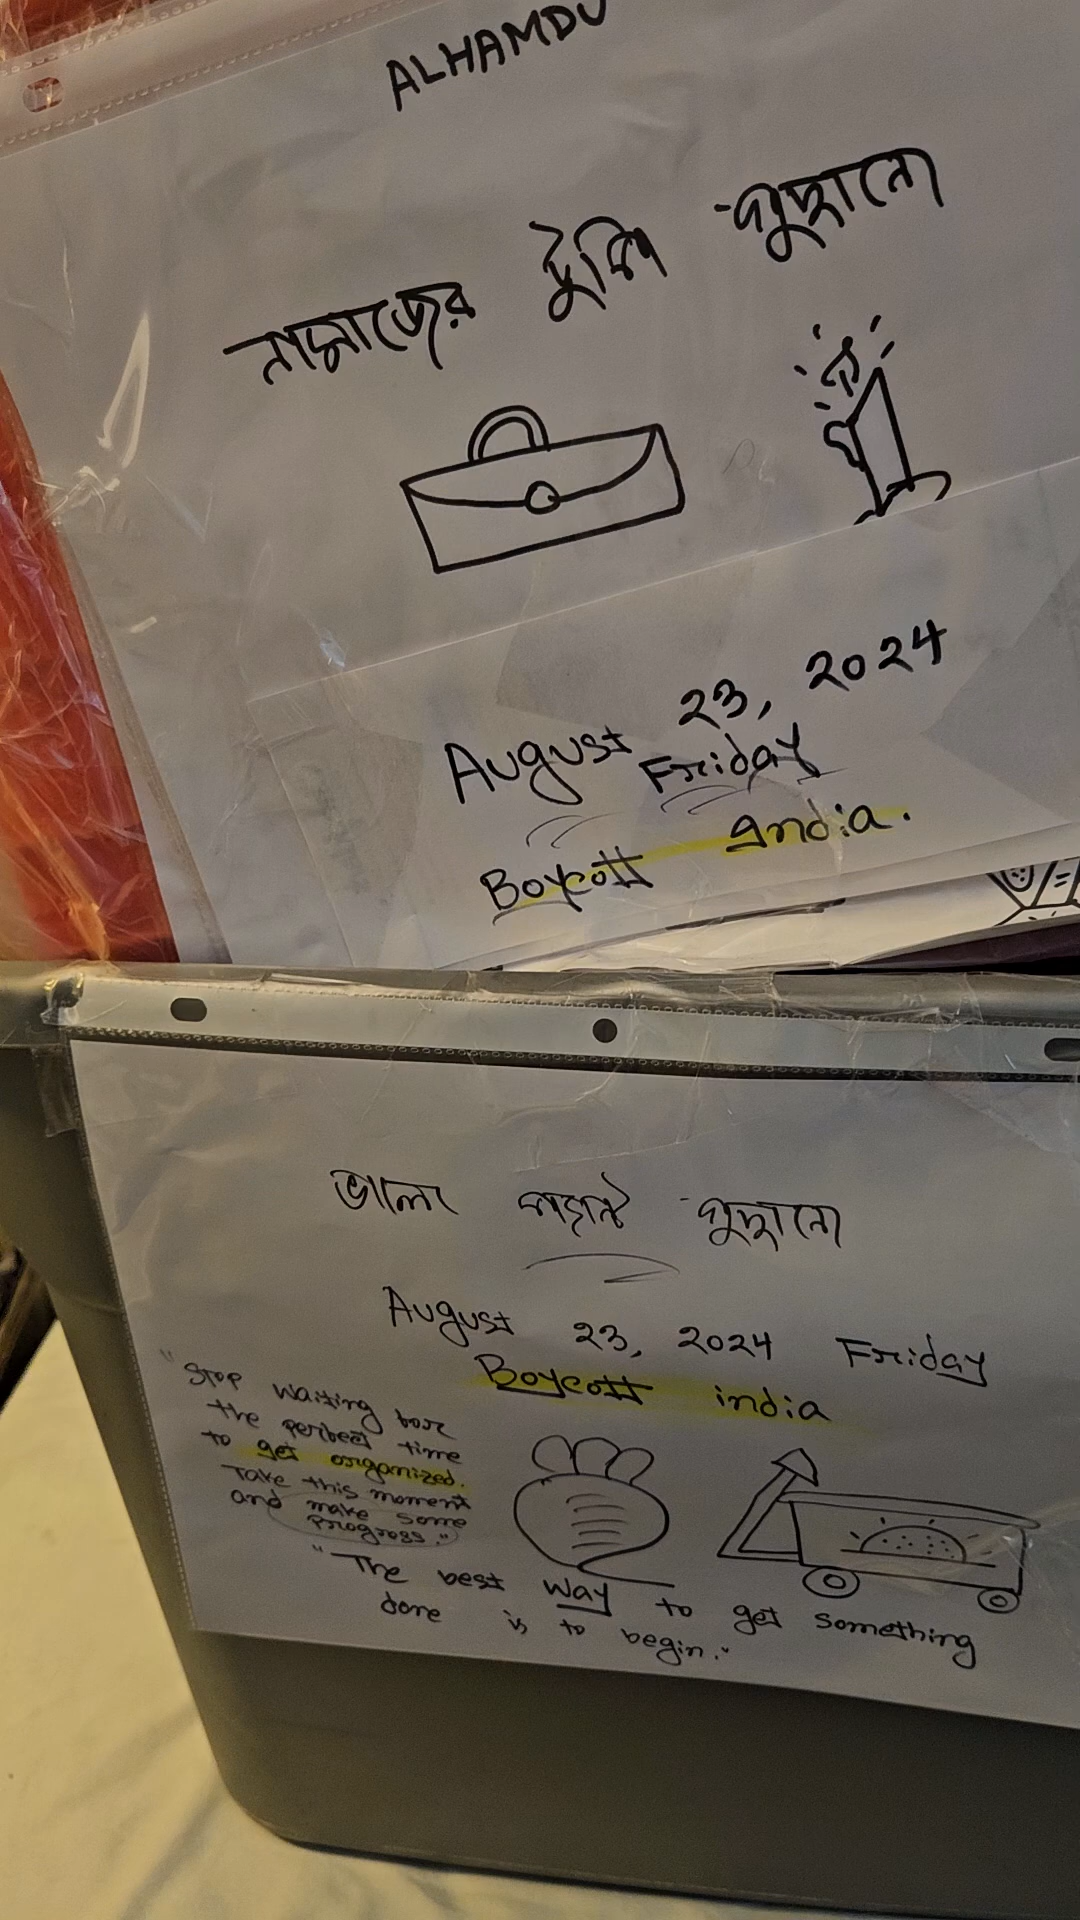 ALHAMDU
নামাজের টুপি গুছানো
August 23, 2024
Friday
Boycott India.
ভালো গুছানো
August 23, 2024 Friday
Boycott india
"Stop waiting for
the perfect time
to get organized.
Take this moment
and make some
progress."
"The best way to get something
done is to begin."